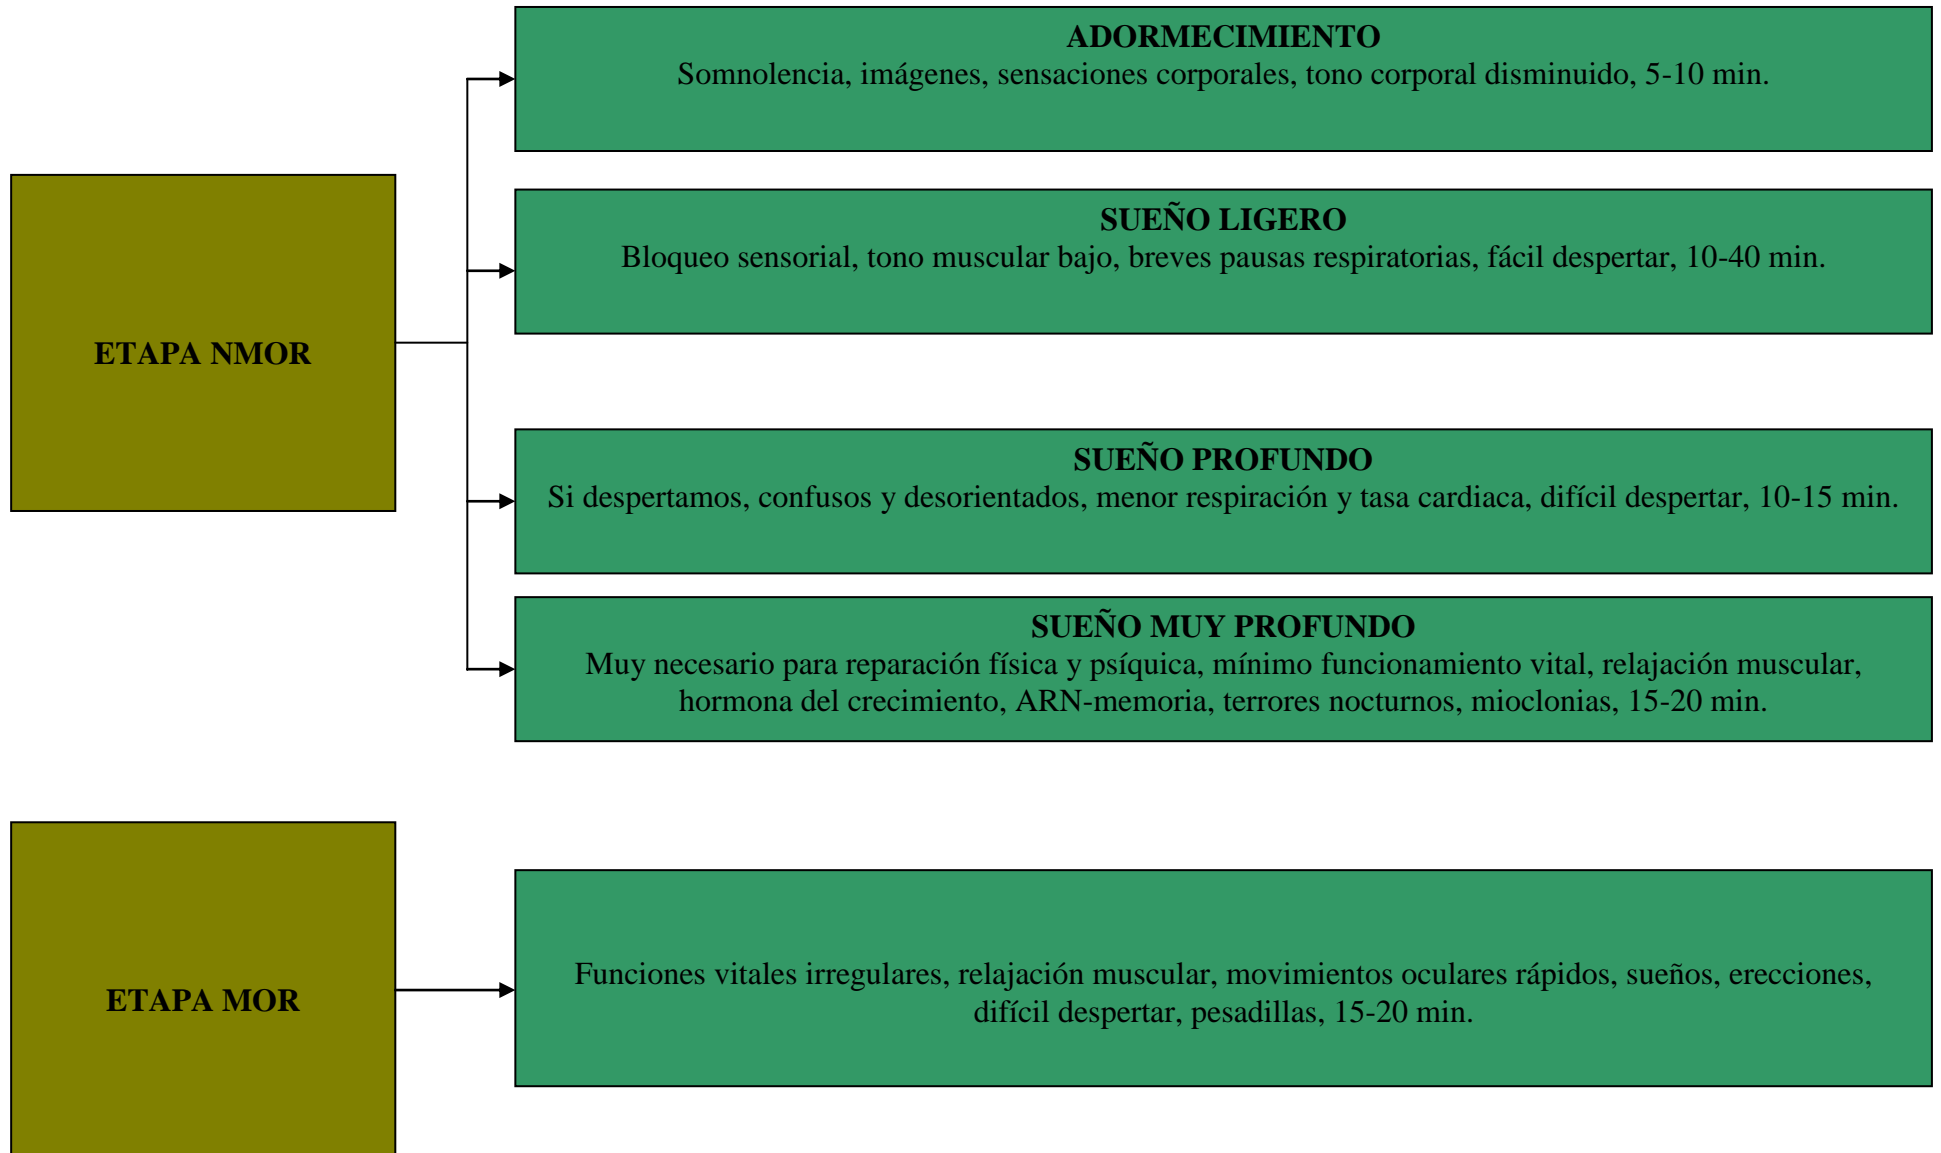 ADORMECIMIENTO
Somnolencia, imágenes, sensaciones corporales, tono corporal disminuido, 5-10 min.
SUEÑO LIGERO
Bloqueo sensorial, tono muscular bajo, breves pausas respiratorias, fácil despertar, 10-40 min.
ETAPA NMOR
SUEÑO PROFUNDO
Si despertamos, confusos y desorientados, menor respiración y tasa cardiaca, difícil despertar, 10-15 min.
SUEÑO MUY PROFUNDO
Muy necesario para reparación física y psíquica, mínimo funcionamiento vital, relajación muscular,
hormona del crecimiento, ARN-memoria, terrores nocturnos, mioclonias, 15-20 min.
ETAPA MOR
Funciones vitales irregulares, relajación muscular, movimientos oculares rápidos, sueños, erecciones,
difícil despertar, pesadillas, 15-20 min.